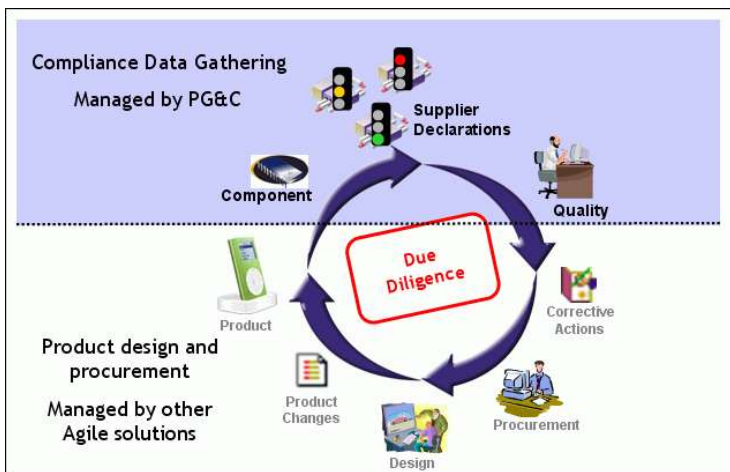 Compliance Data Gathering
Managed by PG&C
Supplier
Declarations
Component
Quality
Due
Diligence
Product
Corrective
Actions
Product design and
procurement
Managed by other
Agile solutions
Product
Changes
Procurement
Design